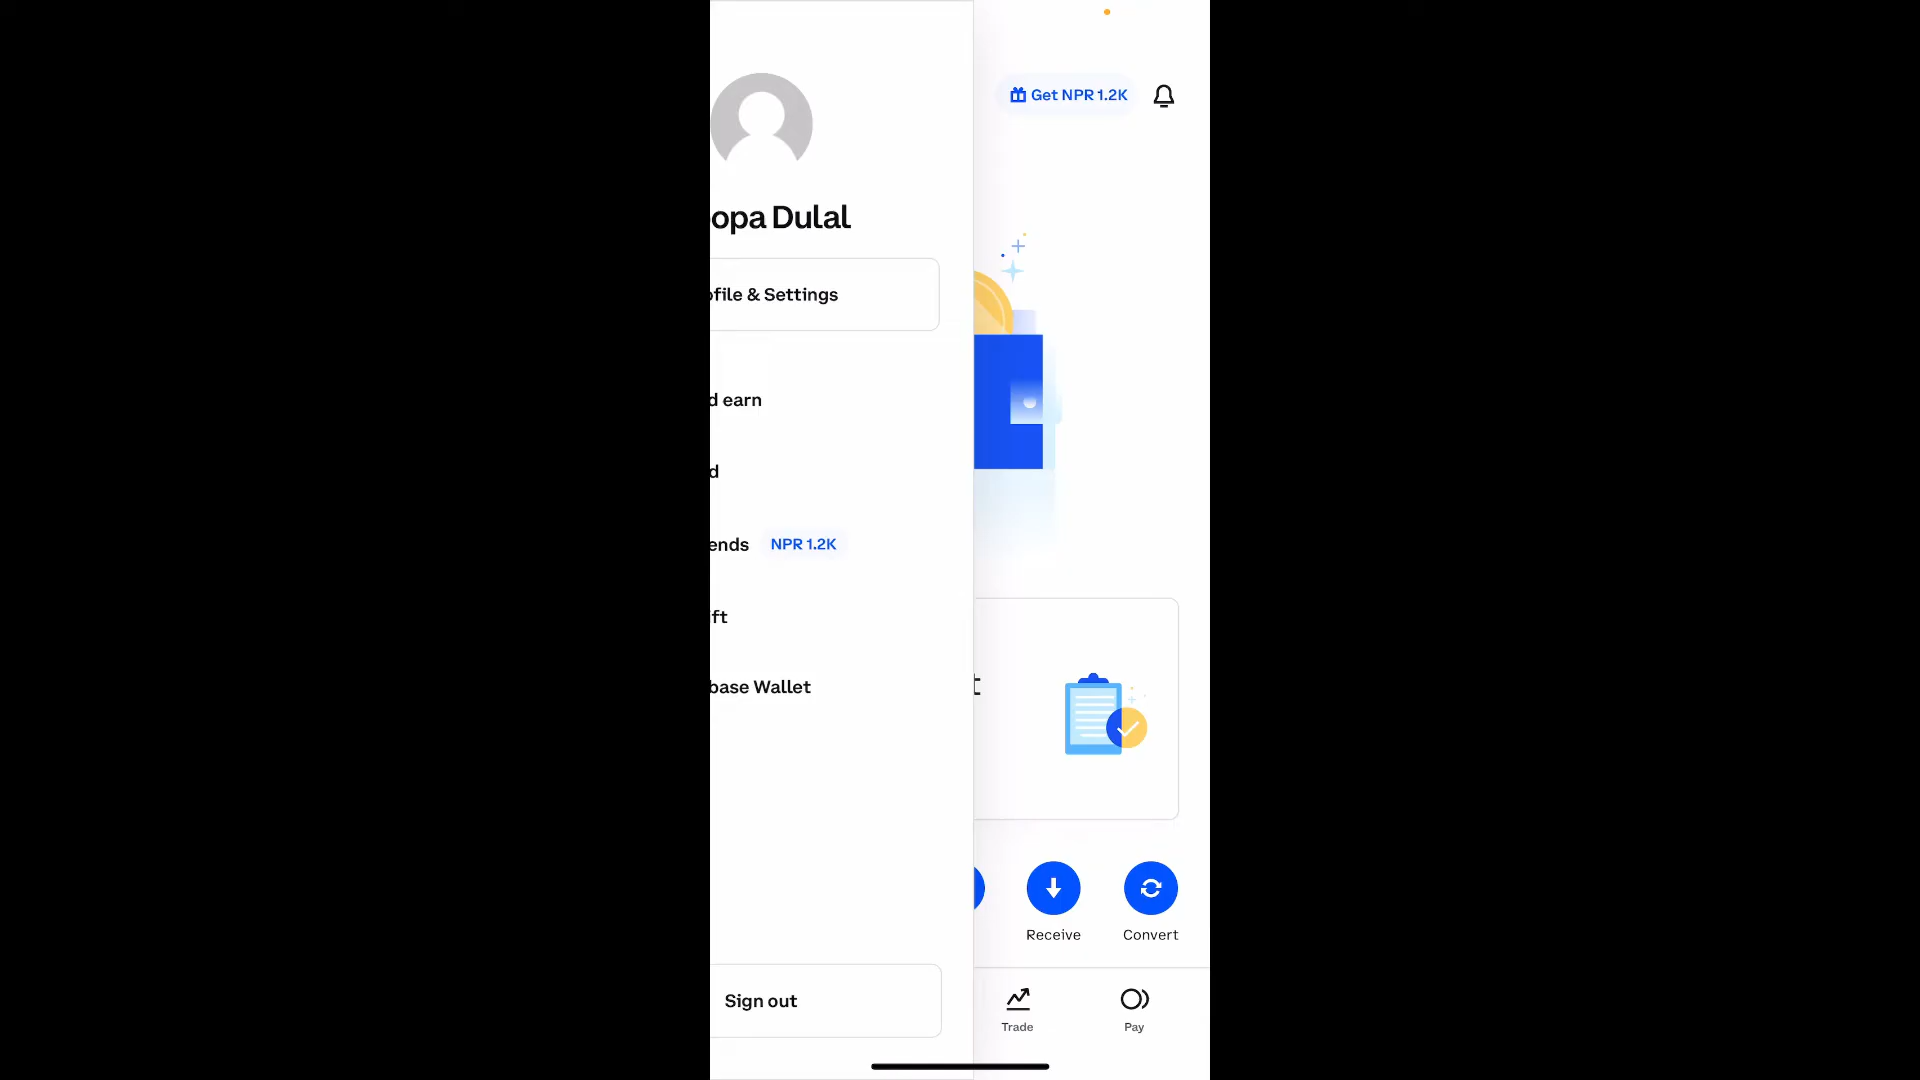 Get NPR 1.2K
opa Dulal
ofile & Settings
d earn
d
ends NPR 1.2K
ft
base Wallet
t
Receive
Convert
Sign out
Trade
Pay